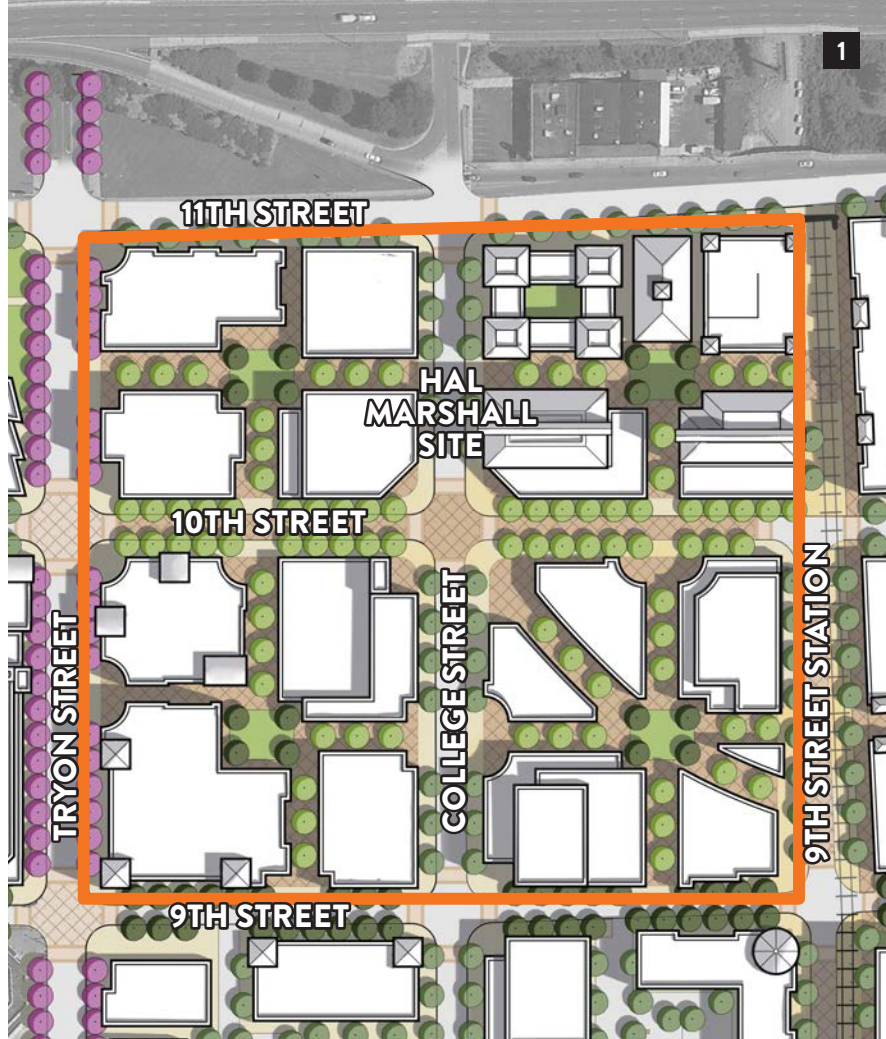 1
11TH STREET
HAL
MARSHALL
SITE
10TH STREET
TRYON STREET
COLLEGE STREET
9TH STREET STATION
9TH STREET